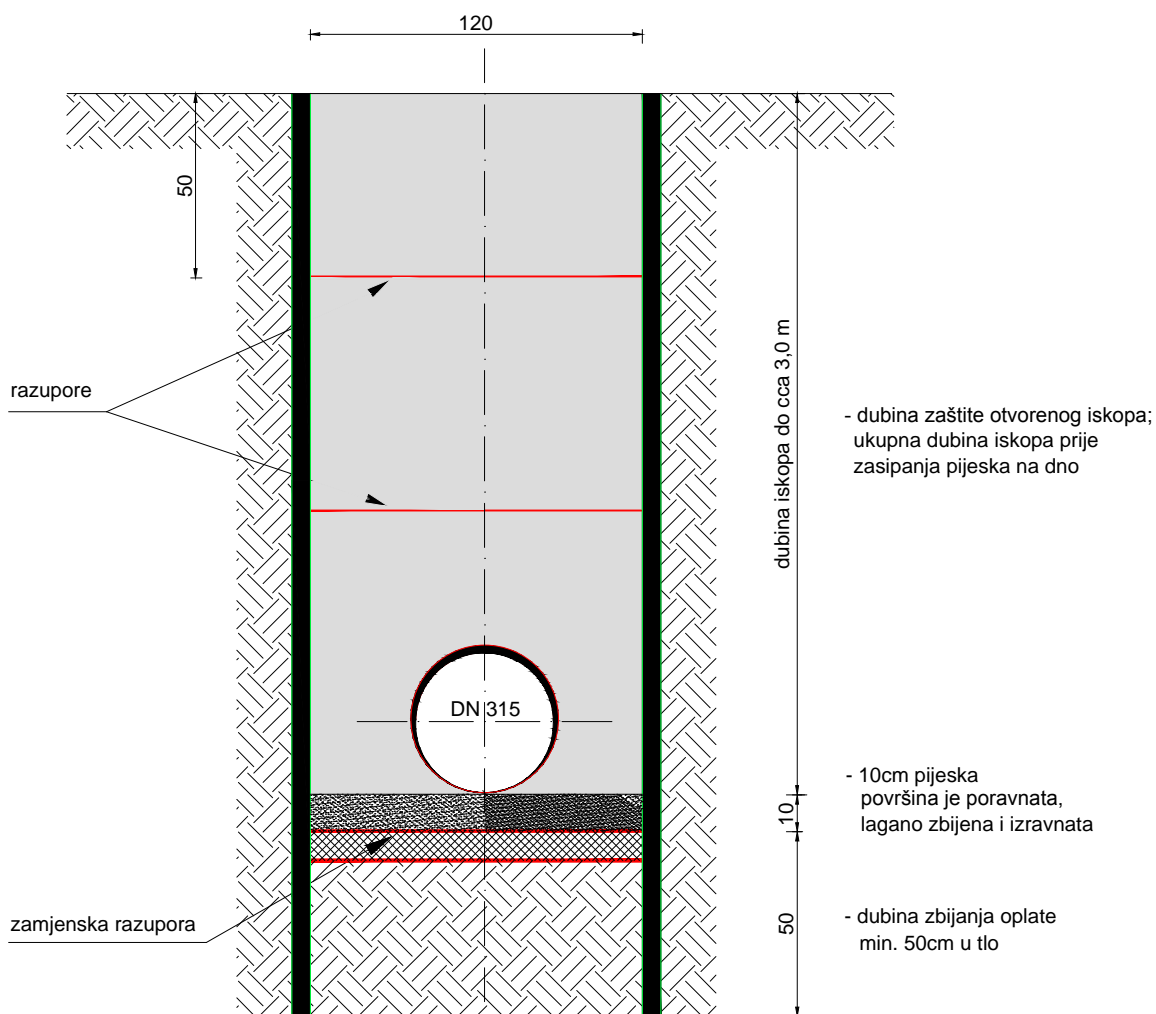 120
50
razupore
dubina iskopa do cca 3,0 m
- dubina zaštite otvorenog iskopa;
ukupna dubina iskopa prije
zasipanja pijeska na dno
DN 315
- 10cm pijeska
površina je poravnata,
lagano zbijena i izravnata
10
zamjenska razupora
50
- dubina zbijanja oplate
min. 50cm u tlo